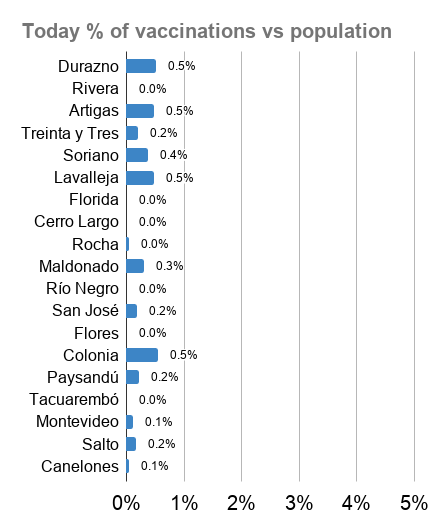 Today % of vaccinations vs population
Durazno 0.5%
Rivera 0.0%
Artigas 0.5%
Treinta y Tres 0.2%
Soriano 0.4%
Lavalleja 0.5%
Florida 0.0%
Cerro Largo 0.0%
Rocha 0.0%
Maldonado 0.3%
Río Negro 0.0%
San José 0.2%
Flores 0.0%
Colonia 0.5%
Paysandú 0.2%
Tacuarembó 0.0%
Montevideo 0.1%
Salto 0.2%
Canelones 0.1%
0% 1% 2% 3% 4% 5%